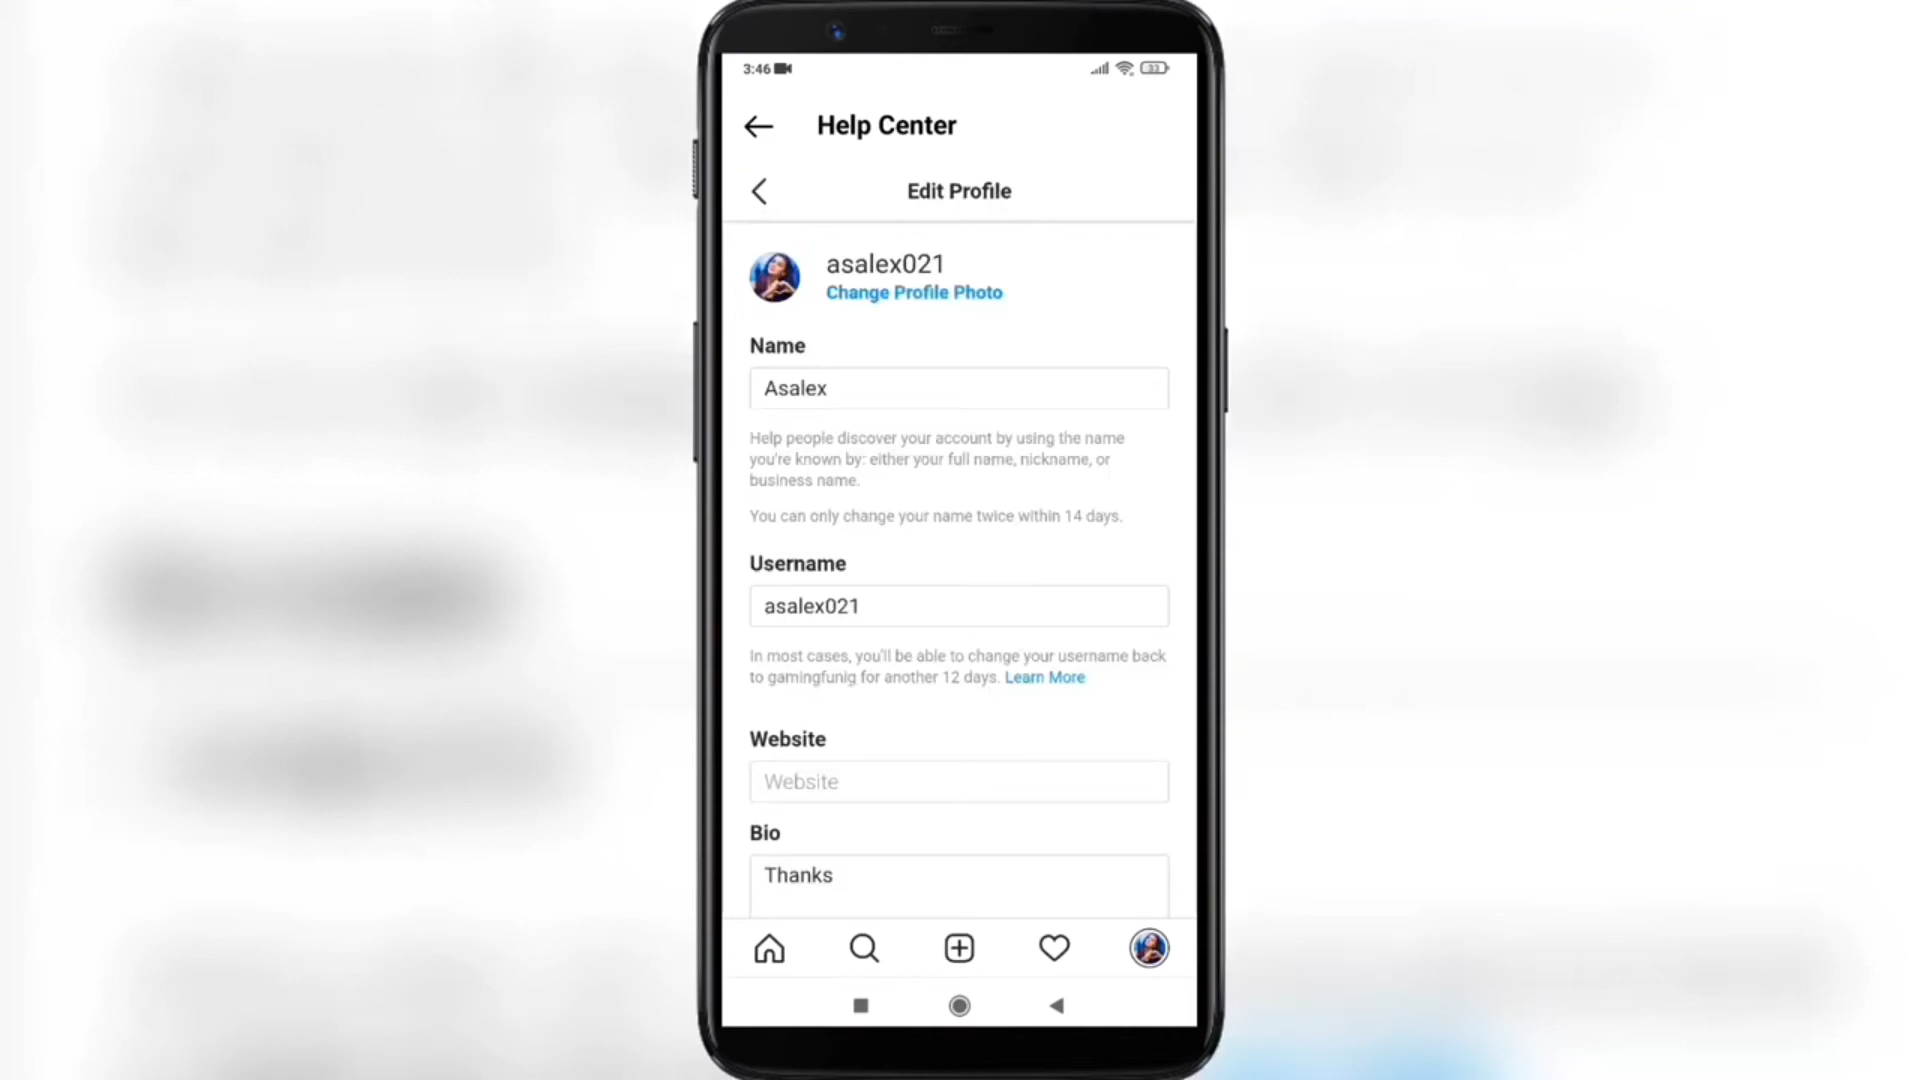 3:46
33
Help Center
Edit Profile
asalex021
Change Profile Photo
Name
Asalex
Help people discover your account by using the name
you're known by: either your full name, nickname, or
business name.
You can only change your name twice within 14 days.
Username
asalex021
In most cases, you'll be able to change your username back
to gamingfunig for another 12 days. Learn More
Website
Website
Bio
Thanks